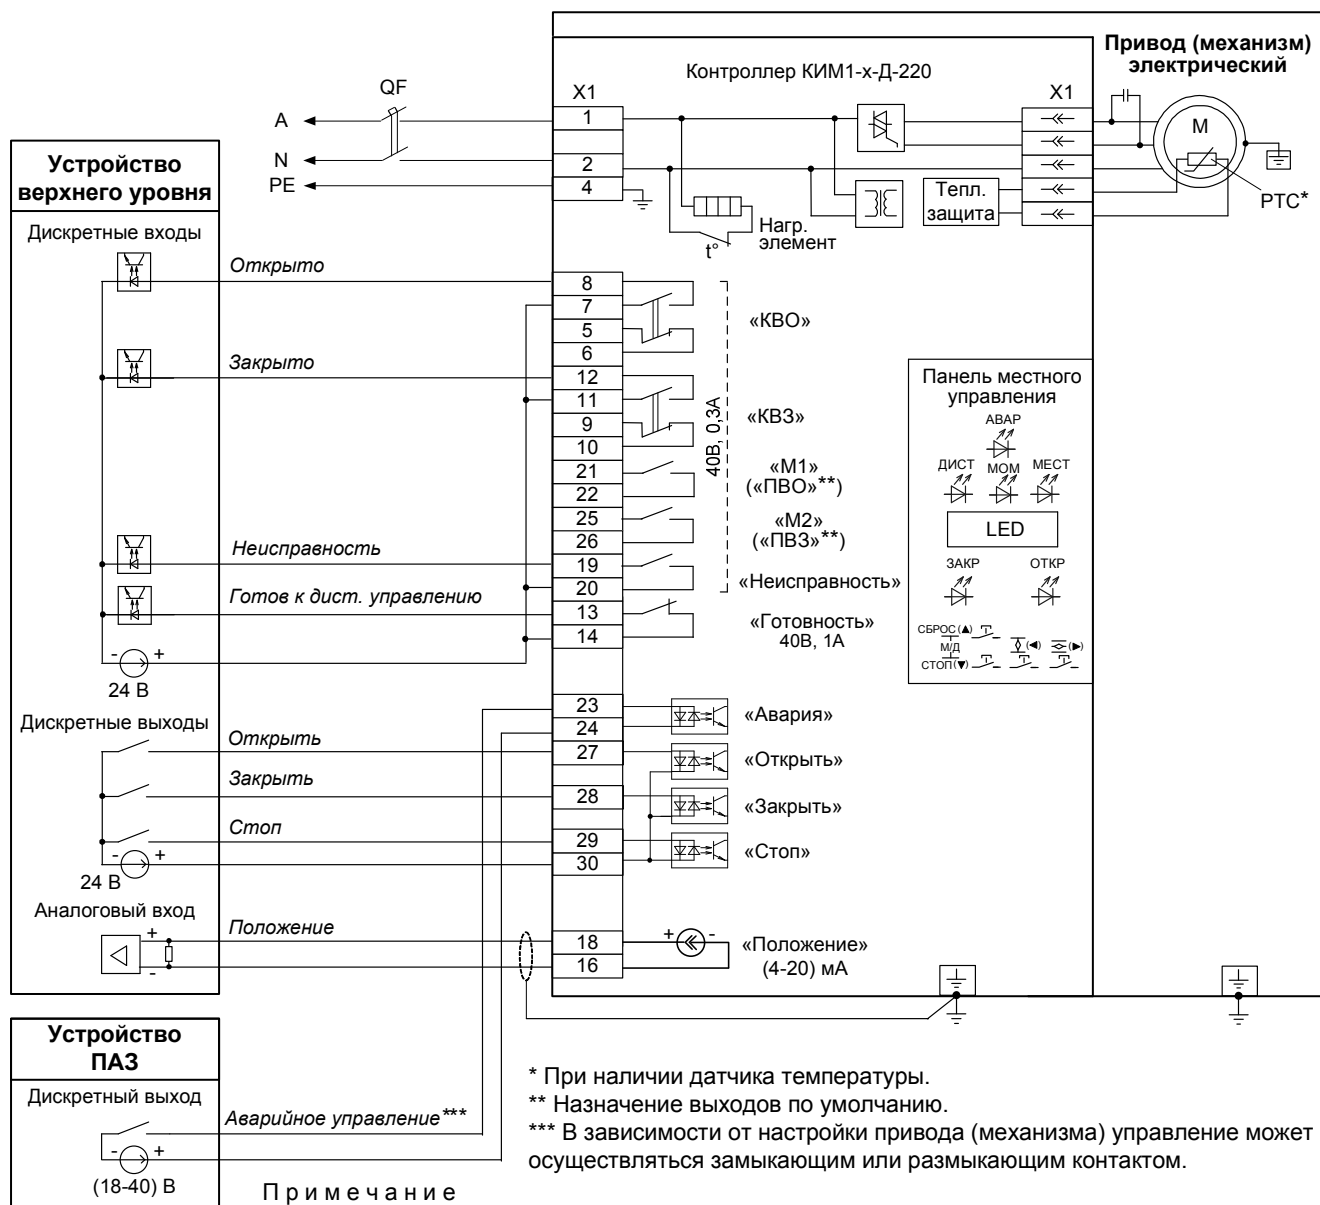 Привод (механизм)
электрический
Контроллер КИМ1-х-Д-220
QF
X1
X1
A
1
M
N
2
PE
4
Тепл.
защита
PTC*
Нагр.
элемент
t°
Устройство
верхнего уровня
Дискретные входы
Открыто
8
7
«КВО»
5
6
Закрыто
12
11
«КВЗ»
9
10
40В, 0,3А
21
«М1»
(«ПВО»**)
22
25
«М2»
(«ПВЗ»**)
26
Неисправность
19
20
«Неисправность»
Готов к дист. управлению
13
«Готовность»
40В, 1А
14
- +
24 В
Панель местного
управления
АВАР
ДИСТ МОМ МЕСТ
LED
ЗАКР ОТКР
СБРОС (▲)
М/Д (◄) (►)
СТОП (▼)
Дискретные выходы
23
«Авария»
24
Открыть
27
«Открыть»
Закрыть
28
«Закрыть»
Стоп
29
«Стоп»
30
- +
24 В
Аналоговый вход
Положение
+
-
18
+ -
«Положение»
(4-20) мА
16
Устройство
ПАЗ
Дискретный выход
Аварийное управление***
- +
(18-40) В
* При наличии датчика температуры.
** Назначение выходов по умолчанию.
*** В зависимости от настройки привода (механизма) управление может
осуществляться замыкающим или размыкающим контактом.
Примечание